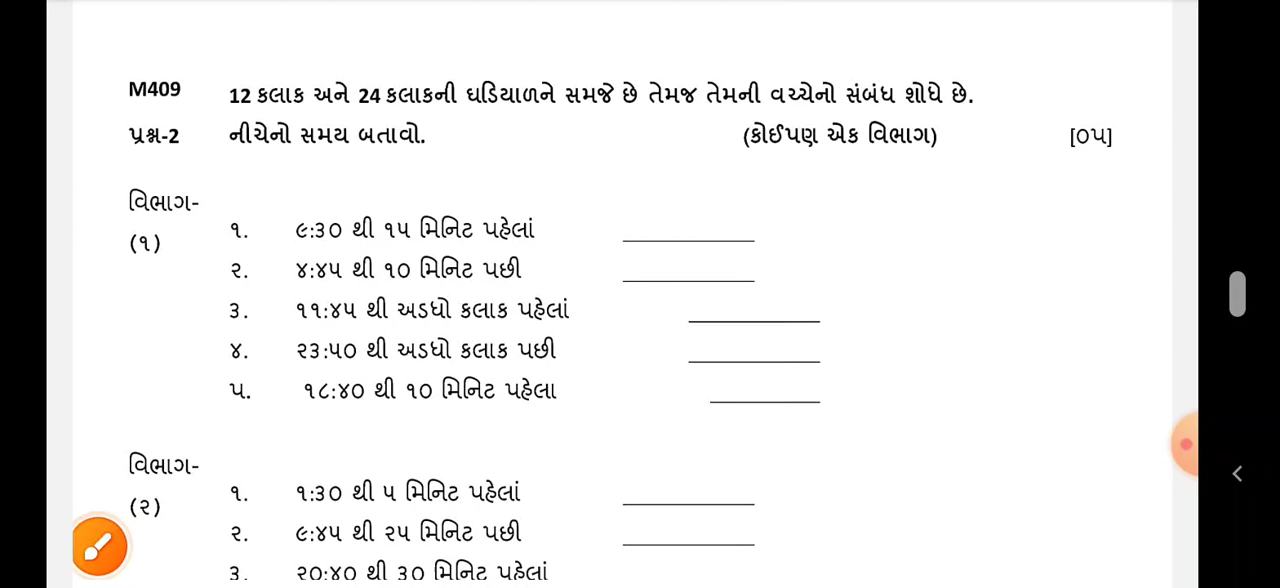 M409 12 કલાક અને 24 કલાકની ઘડિયાળને સમજે છે તેમજ તેમની વચ્ચેનો સંબંધ શોધે છે.
પ્રશ્ન-2 નીચેનો સમય બતાવો. (કોઈપણ એક વિભાગ) [૦૫]
વિભાગ-
(૧)
૧. ૯:૩૦ થી ૧૫ મિનિટ પહેલાં
૨. ૪:૪૫ થી ૧૦ મિનિટ પછી
૩. ૧૧:૪૫ થી અડધો કલાક પહેલાં
૪. ૨૩:૫૦ થી અડધો કલાક પછી
૫. ૧૮:૪૦ થી ૧૦ મિનિટ પહેલા
વિભાગ-
(૨)
૧. ૧:૩૦ થી ૫ મિનિટ પહેલાં
૨. ૯:૪૫ થી ૨૫ મિનિટ પછી
૩. ૨૦:૪૦ થી ૩૦ મિનિટ પહેલાં